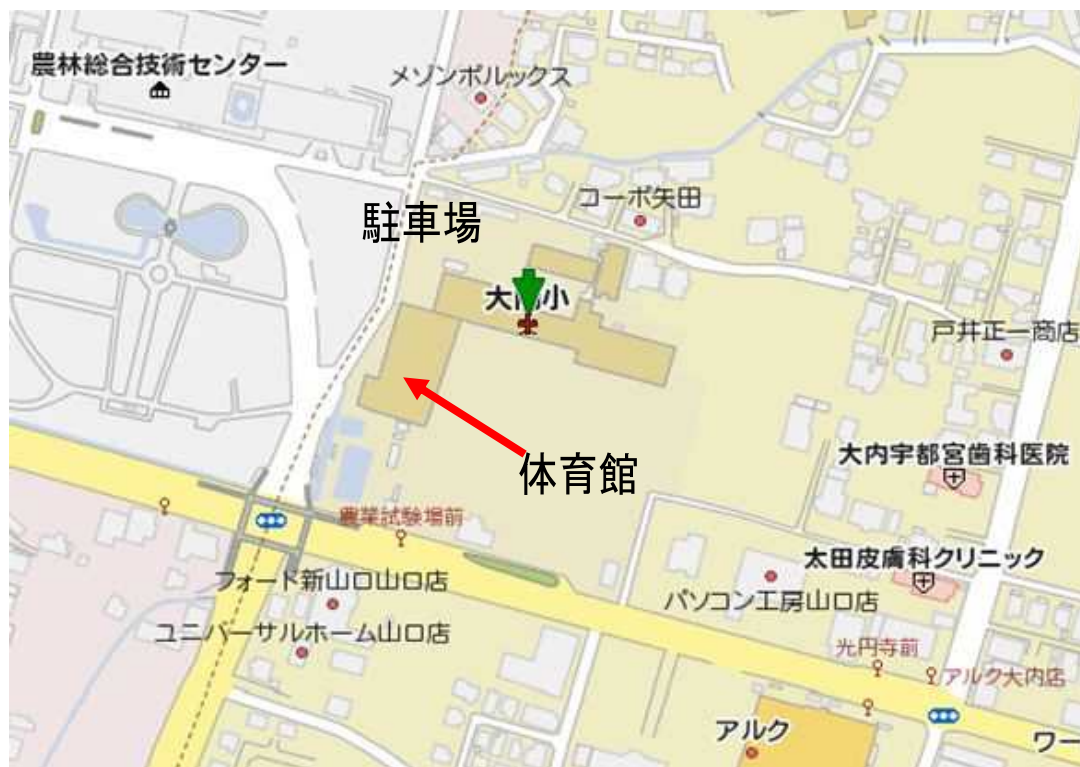 農林総合技術センター
メゾンポルックス
コーポ矢田
駐車場
大内小
戸井正一商店
大内宇都宮歯科医院
体育館
農業試験場前
太田皮膚科クリニック
フォード新山口山口店
パソコン工房山口店
ユニバーサルホーム山口店
光円寺前
アルク大内店
アルク
ワー